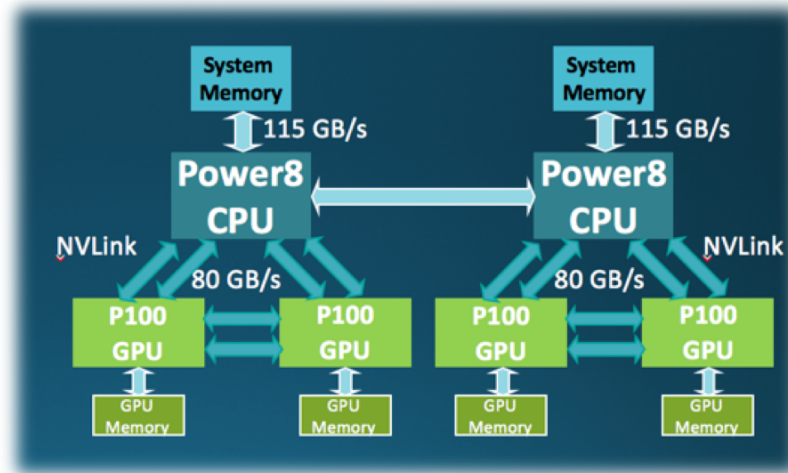 System
Memory
System
Memory
115 GB/s
115 GB/s
Power8
CPU
Power8
CPU
NVLink
NVLink
80 GB/s
80 GB/s
P100
GPU
P100
GPU
P100
GPU
P100
GPU
GPU
Memory
GPU
Memory
GPU
Memory
GPU
Memory